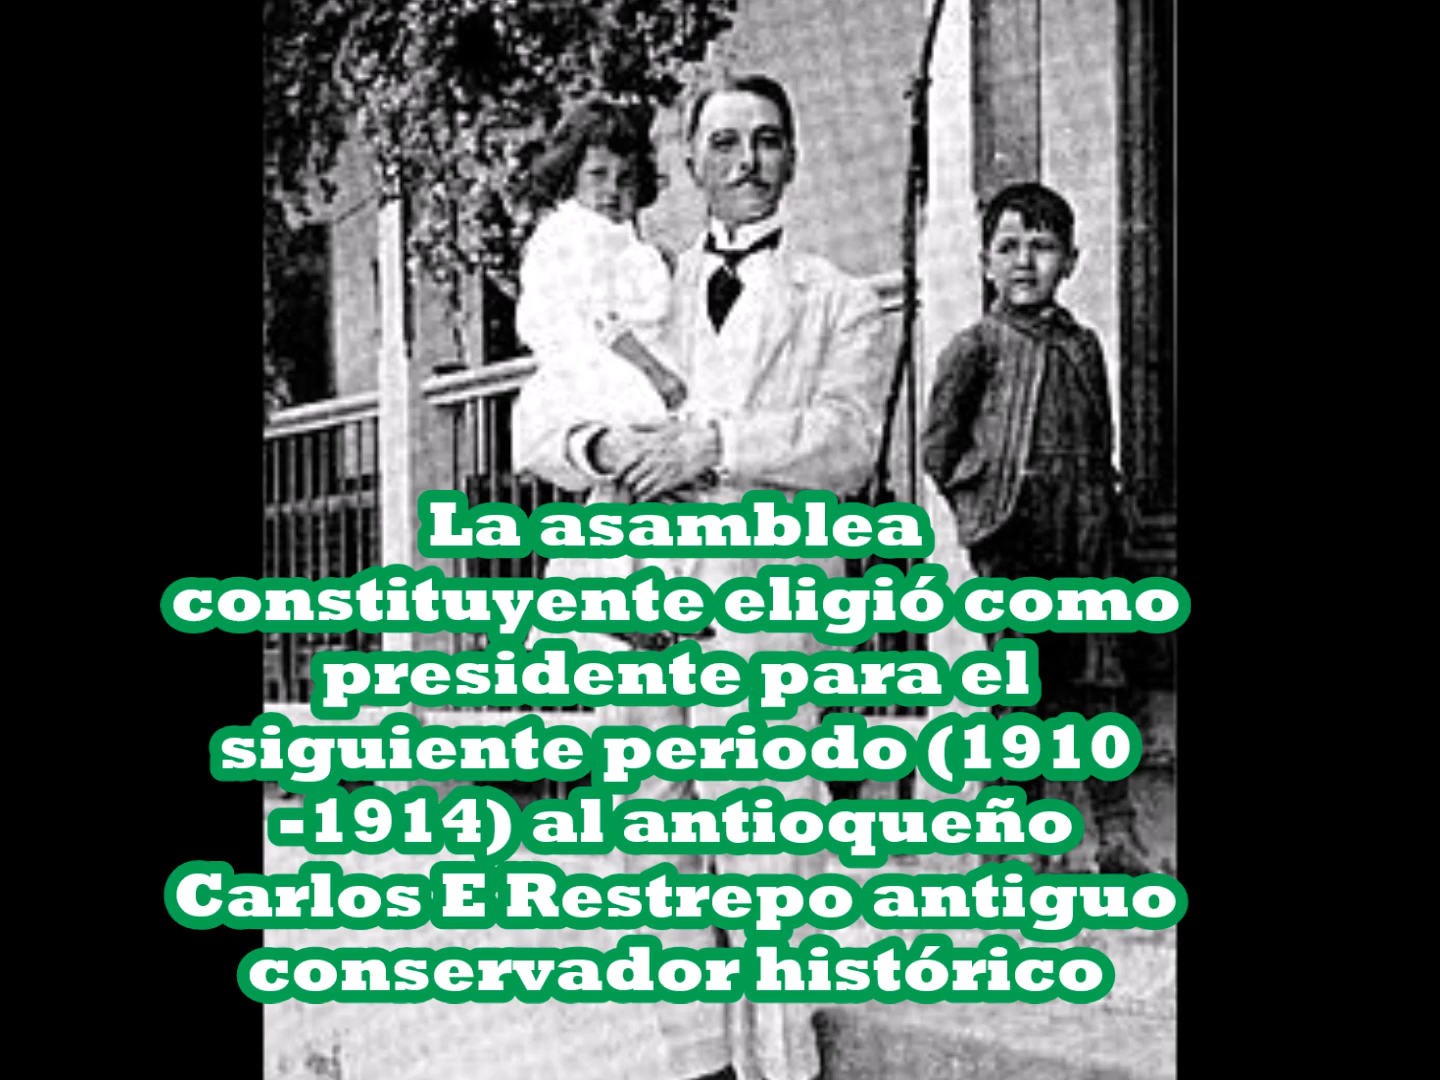 La asamblea
constituyente eligió como
presidente para el
siguiente periodo (1910
-1914) al antioqueño
Carlos E Restrepo antiguo
conservador histórico